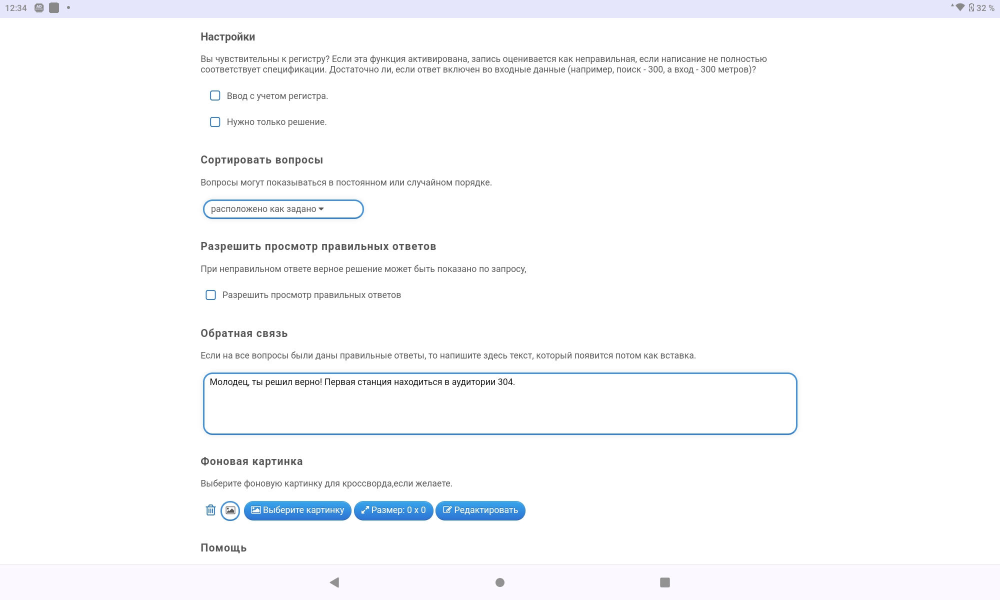 12:34
32 %
Настройки
Вы чувствительны к регистру? Если эта функция активирована, запись оценивается как неправильная, если написание не полностью
соответствует спецификации. Достаточно ли, если ответ включен во входные данные (например, поиск - 300, а вход - 300 метров)?
Ввод с учетом регистра.
Нужно только решение.
Сортировать вопросы
Вопросы могут показываться в постоянном или случайном порядке.
расположено как задано
Разрешить просмотр правильных ответов
При неправильном ответе верное решение может быть показано по запросу,
Разрешить просмотр правильных ответов
Обратная связь
Если на все вопросы были даны правильные ответы, то напишите здесь текст, который появится потом как вставка.
Молодец, ты решил верно! Первая станция находиться в аудитории 304.
Фоновая картинка
Выберите фоновую картинку для кроссворда,если желаете.
Выберите картинку Размер: 0 x 0 Редактировать
Помощь